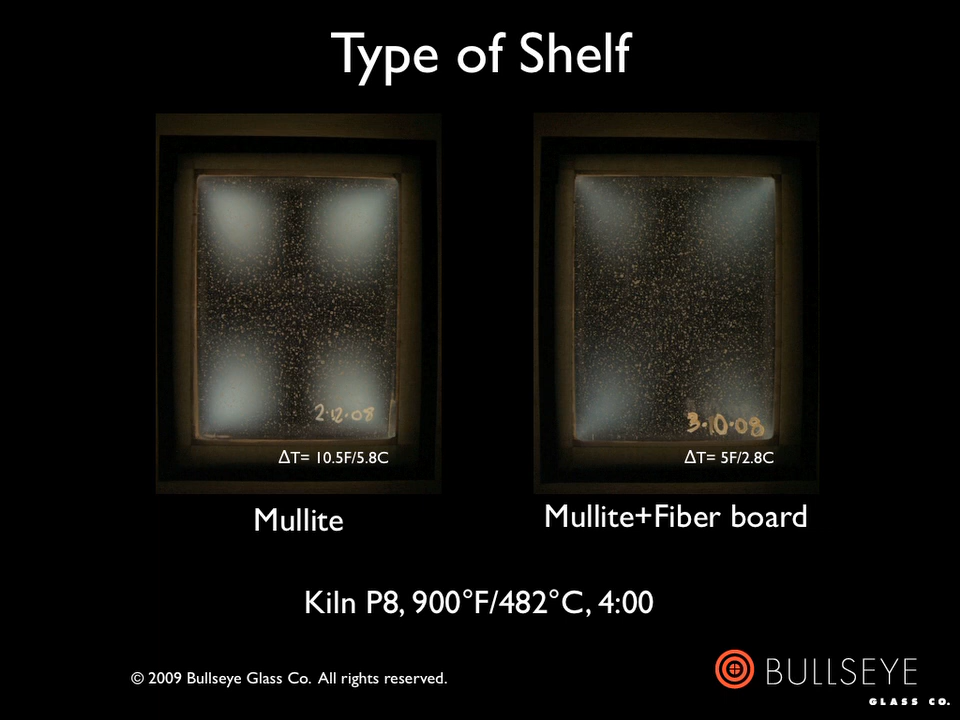 Type of Shelf
2·12·08
3·10·08
ΔT= 10.5F/5.8C
ΔT= 5F/2.8C
Mullite
Mullite+Fiber board
Kiln P8, 900°F/482°C, 4:00
© 2009 Bullseye Glass Co. All rights reserved.
BULLSEYE
GLASS CO.